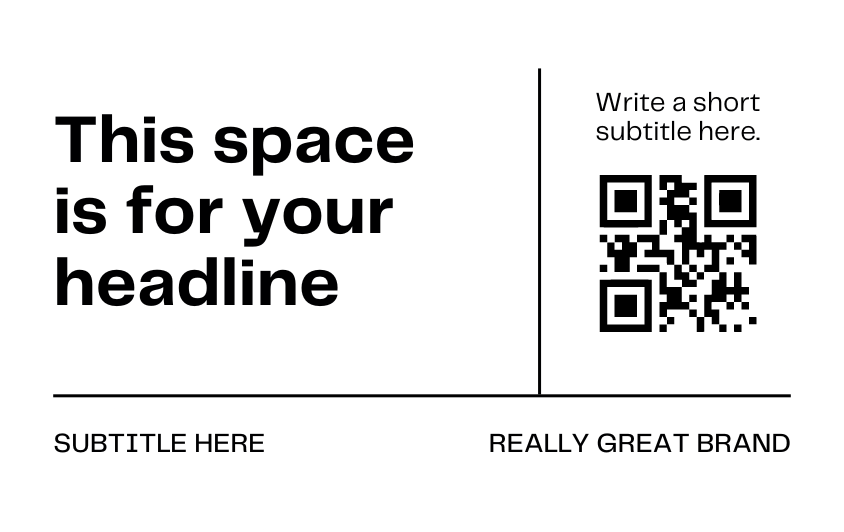 This space
is for your
headline
Write a short
subtitle here.
SUBTITLE HERE
REALLY GREAT BRAND